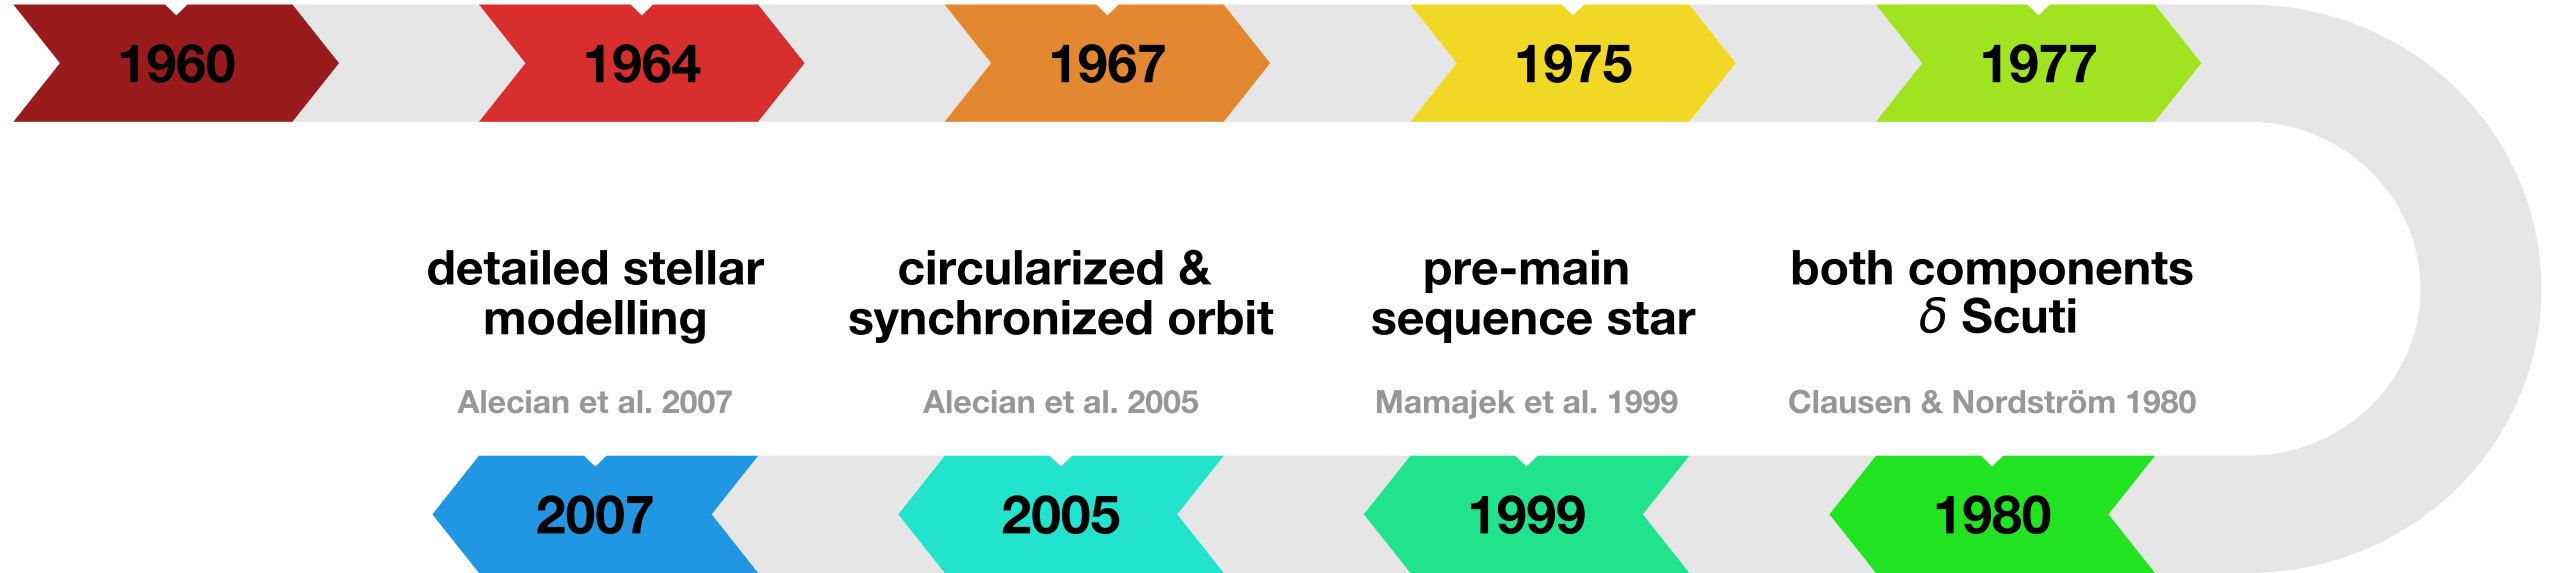 1960
1964
1967
1975
1977
detailed stellar
modelling
Alecian et al. 2007
circularized &
synchronized orbit
Alecian et al. 2005
pre-main
sequence star
Mamajek et al. 1999
both components
δ Scuti
Clausen & Nordström 1980
2007
2005
1999
1980